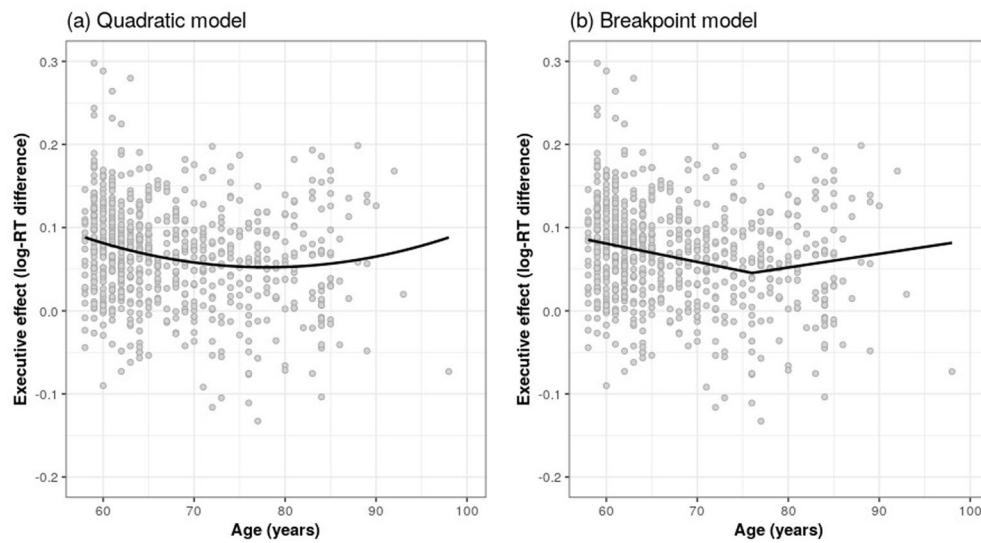 (a) Quadratic model
Executive effect (log-RT difference)
0.3
0.2
0.1
0.0
-0.1
-0.2
60 70 80 90 100
Age (years)
(b) Breakpoint model
Executive effect (log-RT difference)
0.3
0.2
0.1
0.0
-0.1
-0.2
60 70 80 90 100
Age (years)